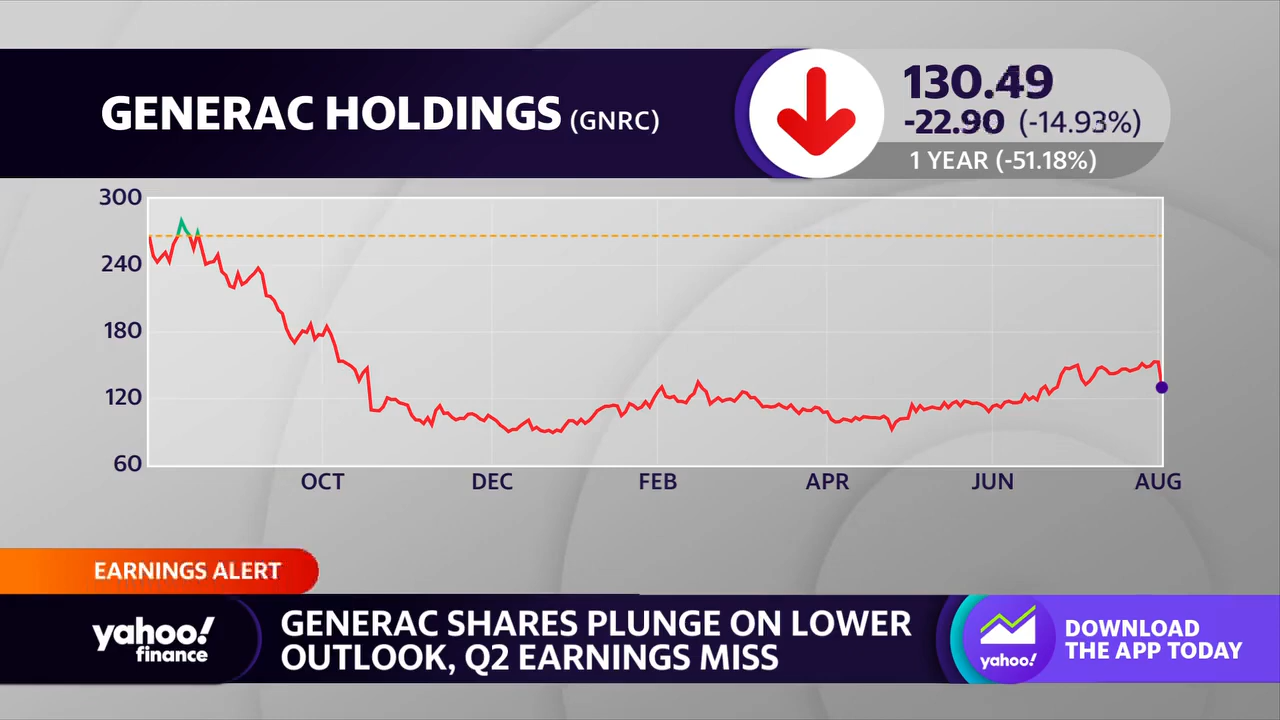 GENERAC HOLDINGS (GNRC)
130.49
-22.90 (-14.93%)
1 YEAR (-51.18%)
300
240
180
120
60
OCT DEC FEB APR JUN AUG
EARNINGS ALERT
yahoo!
finance
GENERAC SHARES PLUNGE ON LOWER
OUTLOOK, Q2 EARNINGS MISS
yahoo!
DOWNLOAD
THE APP TODAY